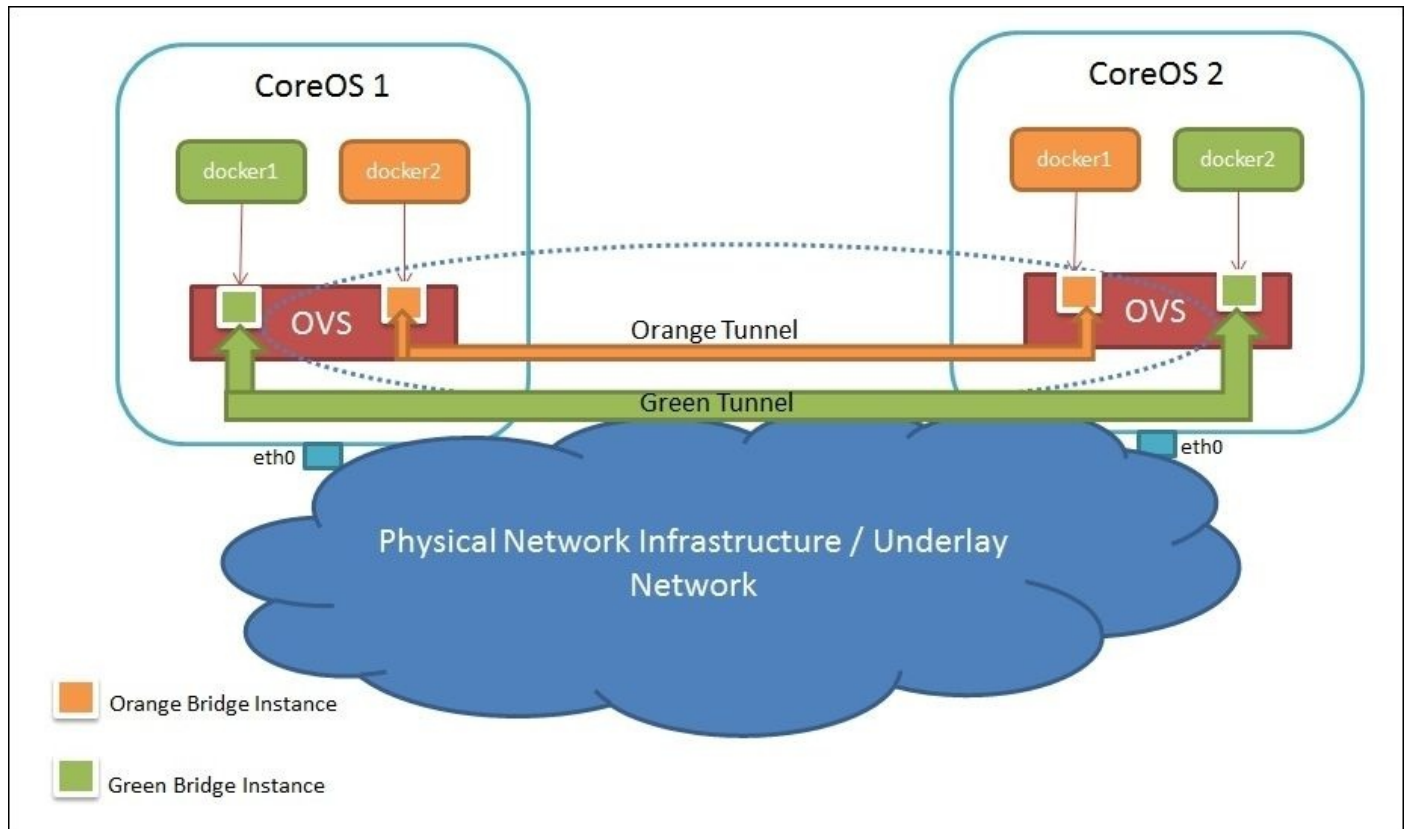 CoreOS 1
CoreOS 2
docker1
docker2
docker1
docker2
OVS
OVS
Orange Tunnel
Green Tunnel
eth0
eth0
Physical Network Infrastructure / Underlay
Network
Orange Bridge Instance
Green Bridge Instance